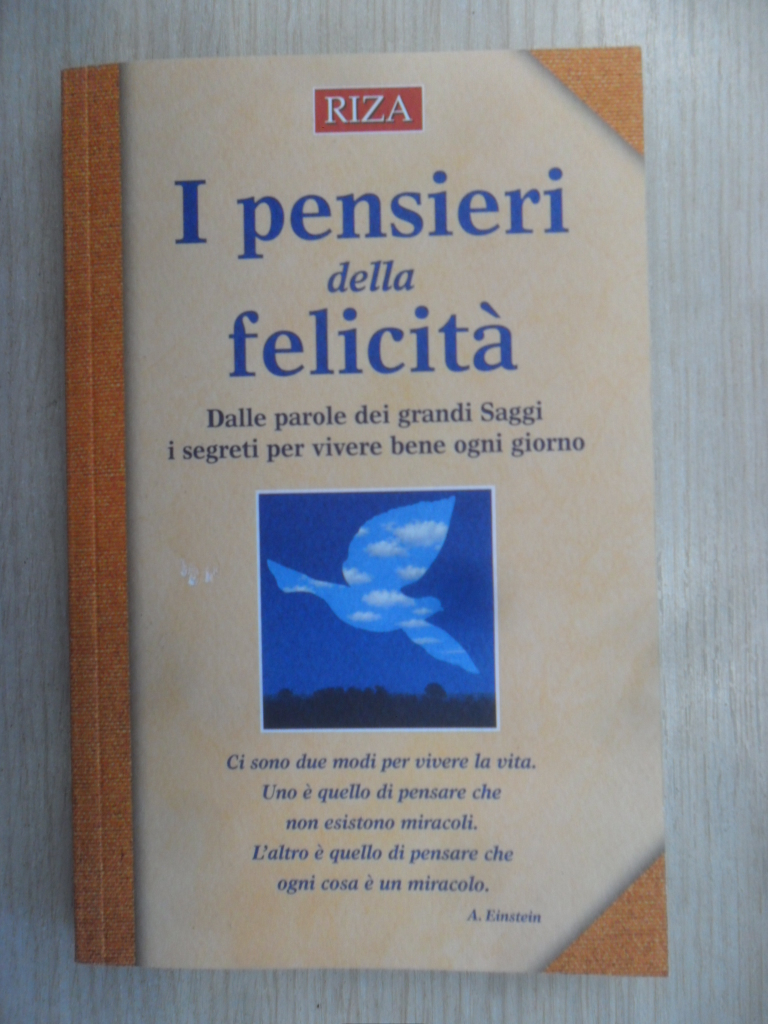 RIZA
I pensieri
della
felicità
Dalle parole dei grandi Saggi
i segreti per vivere bene ogni giorno
Ci sono due modi per vivere la vita.
Uno è quello di pensare che
non esistono miracoli.
L'altro è quello di pensare che
ogni cosa è un miracolo.
A. Einstein